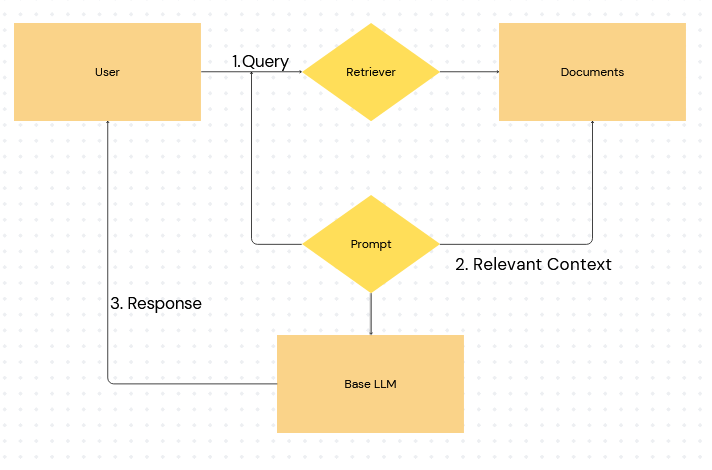 1.Query
User
Retriever
Documents
Prompt
2. Relevant Context
3. Response
Base LLM